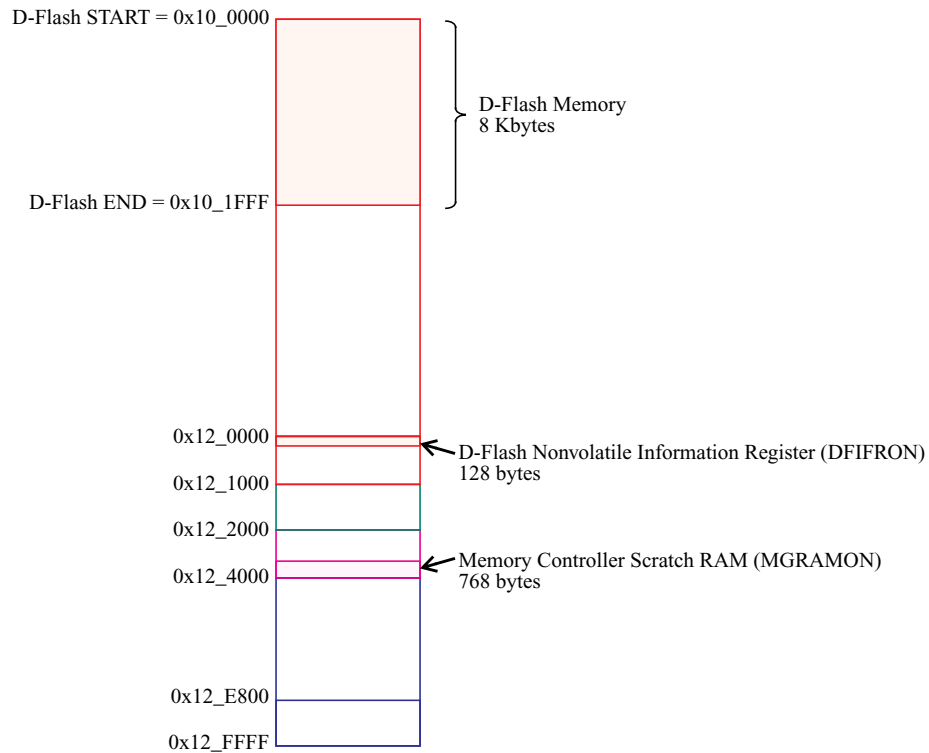 D-Flash START = 0x10_0000
D-Flash Memory
8 Kbytes
D-Flash END = 0x10_1FFF
0x12_0000
D-Flash Nonvolatile Information Register (DFIFRON)
128 bytes
0x12_1000
0x12_2000
Memory Controller Scratch RAM (MGRAMON)
768 bytes
0x12_4000
0x12_E800
0x12_FFFF